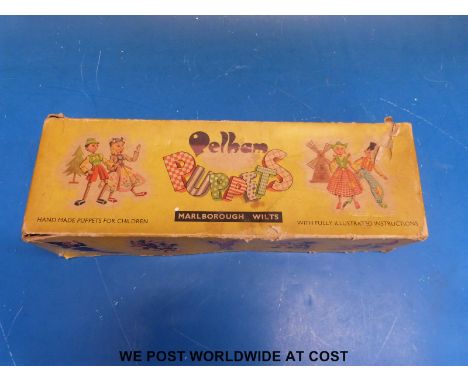 Pelham
PUPPETS
MARLBOROUGH WILTS
HAND MADE PUPPETS FOR CHILDREN
WITH FULLY ILLUSTRATED INSTRUCTIONS
WE POST WORLDWIDE AT COST